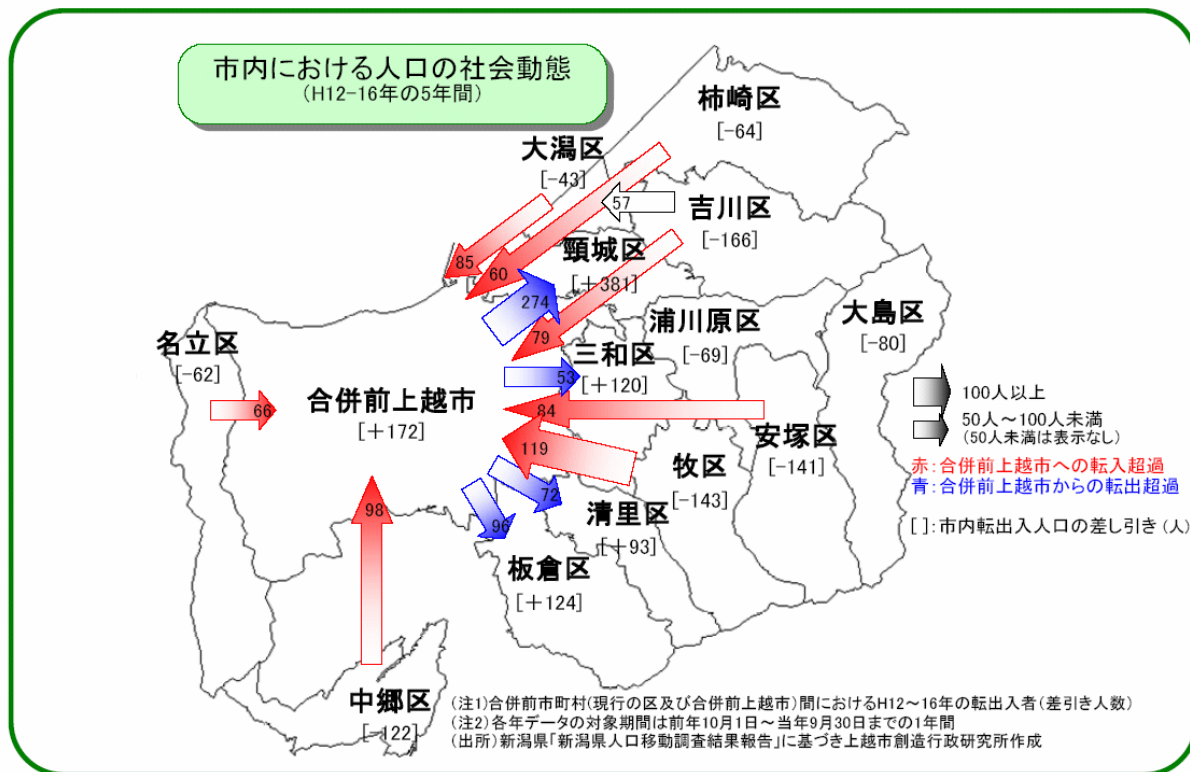 市内における人口の社会動態
(H12-16年の5年間)
柿崎区
[-64]
大潟区
[-43]
57
吉川区
[-166]
頸城区
[+381]
85
60
274
79
浦川原区
[-69]
大島区
[-80]
名立区
[-62]
三和区
[+120]
53
合併前上越市
[+172]
66
84
119
安塚区
[-141]
牧区
[-143]
72
清里区
[+93]
96
98
板倉区
[+124]
中郷区
[-122]
100人以上
50人～100人未満
(50人未満は表示なし)
赤:合併前上越市への転入超過
青:合併前上越市からの転出超過
[ ]:市内転出入人口の差し引き(人)
(注1)合併前市町村(現行の区及び合併前上越市)間におけるH12～16年の転出入者(差引き人数)
(注2)各年データの対象期間は前年10月1日～当年9月30日までの1年間
(出所)新潟県「新潟県人口移動調査結果報告」に基づき上越市創造行政研究所作成